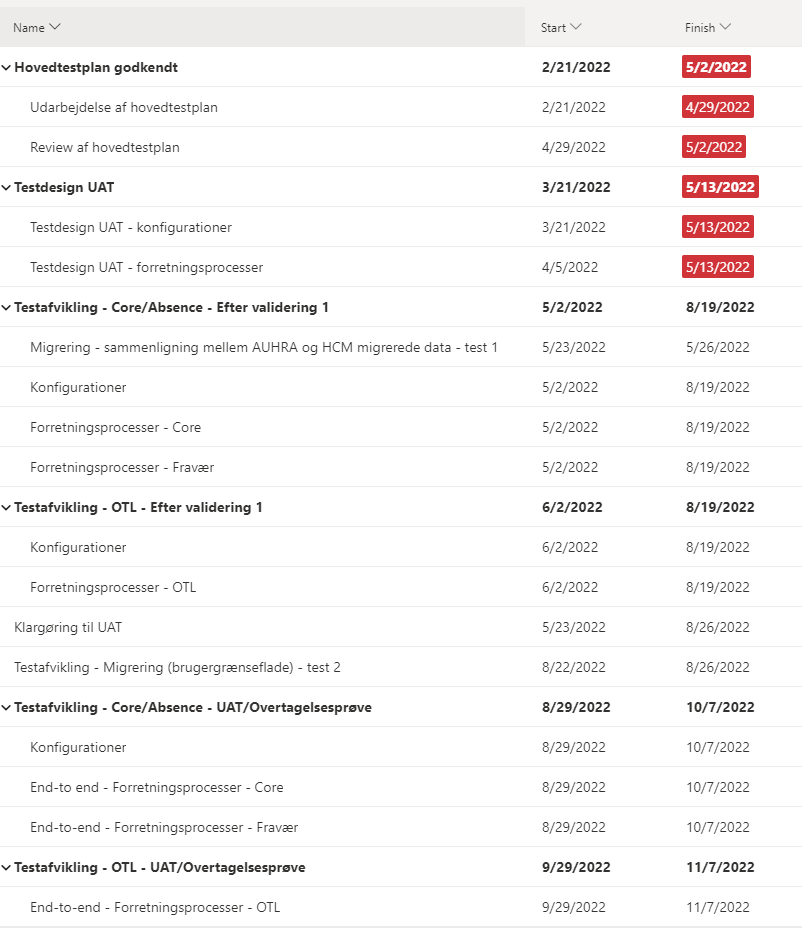 Name Start Finish
Hovedtestplan godkendt 2/21/2022 5/2/2022
Udarbejdelse af hovedtestplan 2/21/2022 4/29/2022
Review af hovedtestplan 4/29/2022 5/2/2022
Testdesign UAT 3/21/2022 5/13/2022
Testdesign UAT - konfigurationer 3/21/2022 5/13/2022
Testdesign UAT - forretningsprocesser 4/5/2022 5/13/2022
Testafvikling - Core/Absence - Efter validering 1 5/2/2022 8/19/2022
Migrering - sammenligning mellem AUHRA og HCM migrerede data - test 1 5/23/2022 5/26/2022
Konfigurationer 5/2/2022 8/19/2022
Forretningsprocesser - Core 5/2/2022 8/19/2022
Forretningsprocesser - Fravær 5/2/2022 8/19/2022
Testafvikling - OTL - Efter validering 1 6/2/2022 8/19/2022
Konfigurationer 6/2/2022 8/19/2022
Forretningsprocesser - OTL 6/2/2022 8/19/2022
Klargøring til UAT 5/23/2022 8/26/2022
Testafvikling - Migrering (brugergrænseflade) - test 2 8/22/2022 8/26/2022
Testafvikling - Core/Absence - UAT/Overtagelsesprøve 8/29/2022 10/7/2022
Konfigurationer 8/29/2022 10/7/2022
End-to end - Forretningsprocesser - Core 8/29/2022 10/7/2022
End-to-end - Forretningsprocesser - Fravær 8/29/2022 10/7/2022
Testafvikling - OTL - UAT/Overtagelsesprøve 9/29/2022 11/7/2022
End-to-end - Forretningsprocesser - OTL 9/29/2022 11/7/2022